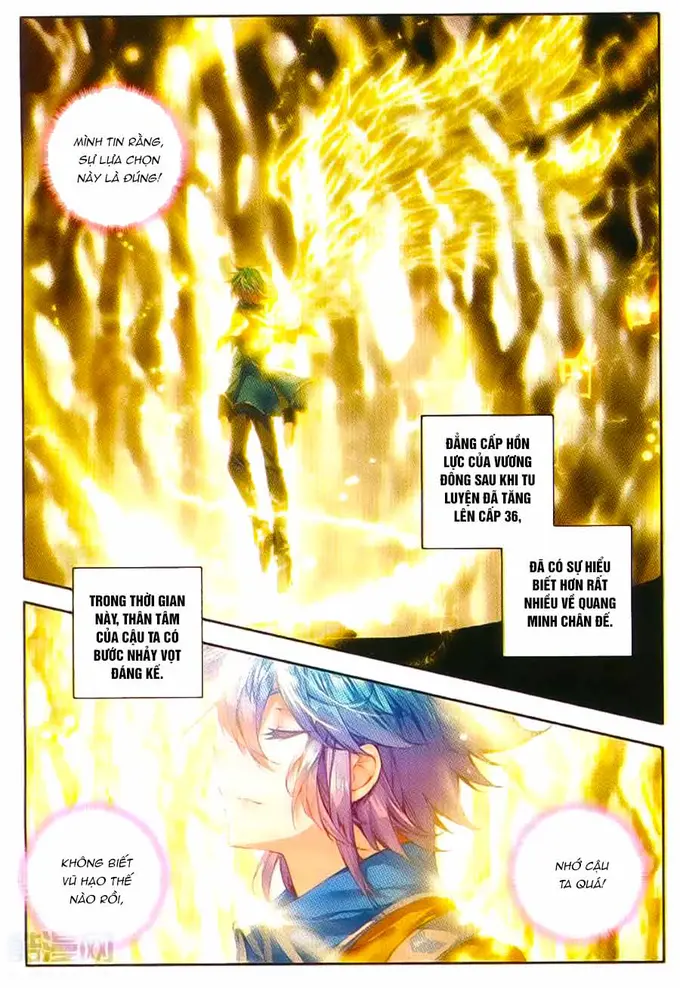 MÌNH TIN RẰNG,
SỰ LỰA CHỌN
NÀY LÀ ĐÚNG!
ĐẲNG CẤP HỒN
LỰC CỦA VƯƠNG
ĐÔNG SAU KHI TU
LUYỆN ĐÃ TĂNG
LÊN CẤP 36,
ĐÃ CÓ SỰ HIỂU
BIẾT HƠN RẤT
NHIỀU VỀ QUANG
MINH CHÂN ĐẾ.
TRONG THỜI GIAN
NÀY, THÂN TÂM
CỦA CẬU TA CÓ
BƯỚC NHẢY VỌT
ĐÁNG KỂ.
KHÔNG BIẾT
VŨ HẠO THẾ
NÀO RỒI,
NHỚ CẬU
TA QUÁ!